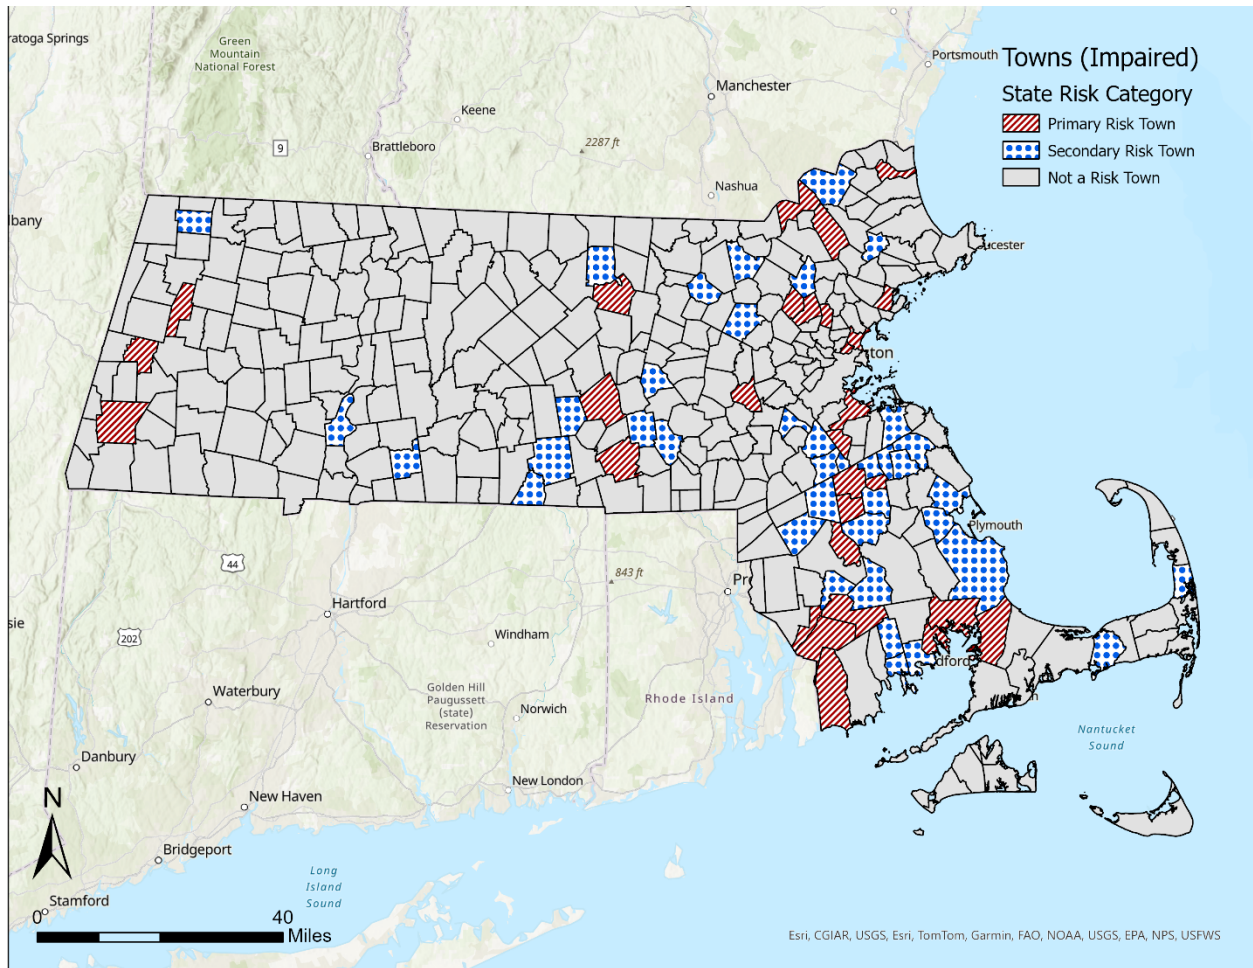 ratoga Springs
Green
Mountain
National Forest
Portsmouth
Towns (Impaired)
State Risk Category
Primary Risk Town
Secondary Risk Town
Not a Risk Town
Manchester
Keene
9
Brattleboro
2287 ft
Nashua
lbany
ucester
ton
Plymouth
44
843 ft
Hartford
sie
202
Windham
dford
Waterbury
Golden Hill
Paugussett
(state)
Reservation
Norwich
Rhode Island
Nantucket
Sound
Danbury
New London
N
New Haven
Bridgeport
Long
Island
Sound
Stamford
0
40
Miles
Esri, CGIAR, USGS, Esri, TomTom, Garmin, FAO, NOAA, USGS, EPA, NPS, USFWS